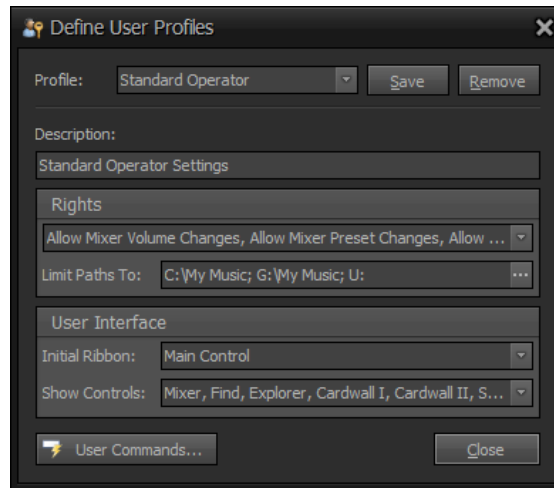 Define User Profiles
Profile: Standard Operator Save Remove
Description:
Standard Operator Settings
Rights
Allow Mixer Volume Changes, Allow Mixer Preset Changes, Allow ...
Limit Paths To: C:\My Music; G:\My Music; U: ...
User Interface
Initial Ribbon: Main Control
Show Controls: Mixer, Find, Explorer, Cardwall I, Cardwall II, S...
User Commands... Close